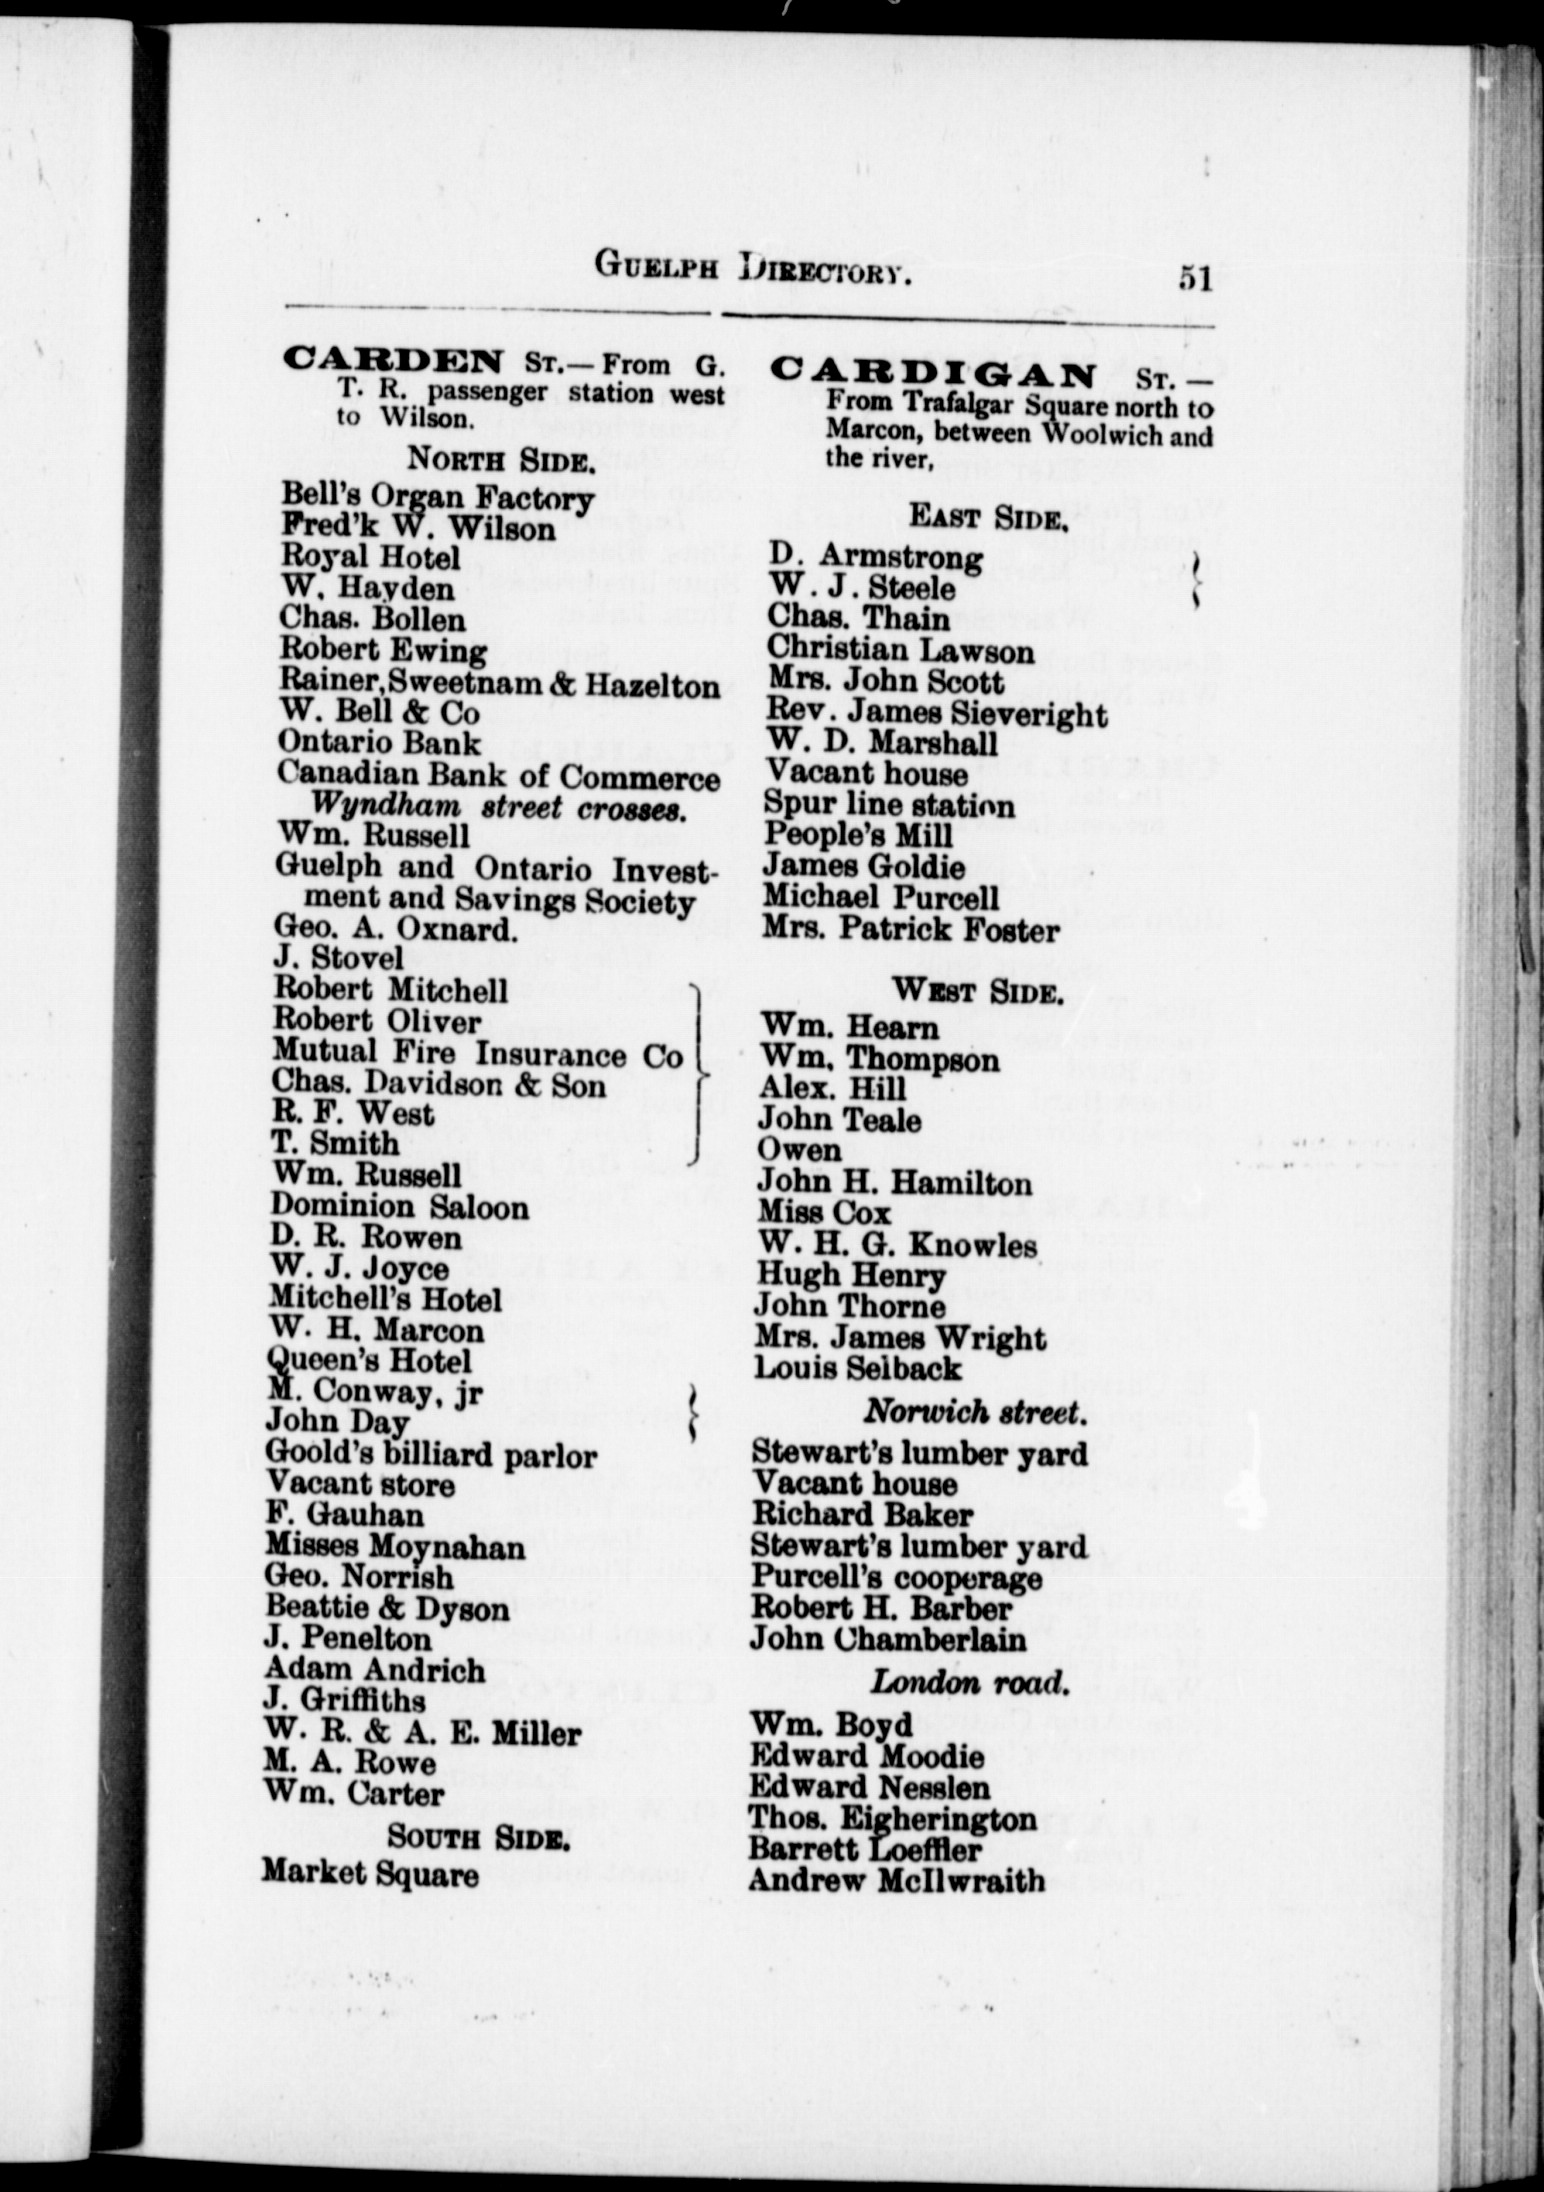 GUELPH DIRECTORY. 51
CARDEN ST.—From G.
T. R. passenger station west
to Wilson.
NORTH SIDE.
Bell's Organ Factory
Fred'k W. Wilson
Royal Hotel
W. Hayden
Chas. Bollen
Robert Ewing
Rainer, Sweetnam & Hazelton
W. Bell & Co
Ontario Bank
Canadian Bank of Commerce
Wyndham street crosses.
Wm. Russell
Guelph and Ontario Invest-
ment and Savings Society
Geo. A. Oxnard.
J. Stovel
Robert Mitchell
Robert Oliver
Mutual Fire Insurance Co
Chas. Davidson & Son
R. F. West
T. Smith
Wm. Russell
Dominion Saloon
D. R. Rowen
W. J. Joyce
Mitchell's Hotel
W. H. Marcon
Queen's Hotel
M. Conway, jr
John Day
Goold's billiard parlor
Vacant store
F. Gauhan
Misses Moynahan
Geo. Norrish
Beattie & Dyson
J. Penelton
Adam Andrich
J. Griffiths
W. R. & A. E. Miller
M. A. Rowe
Wm. Carter
SOUTH SIDE.
Market Square
CARDIGAN ST.—
From Trafalgar Square north to
Marcon, between Woolwich and
the river,
EAST SIDE.
D. Armstrong
W. J. Steele
Chas. Thain
Christian Lawson
Mrs. John Scott
Rev. James Sieveright
W. D. Marshall
Vacant house
Spur line station
People's Mill
James Goldie
Michael Purcell
Mrs. Patrick Foster
WEST SIDE.
Wm. Hearn
Wm. Thompson
Alex. Hill
John Teale
Owen
John H. Hamilton
Miss Cox
W. H. G. Knowles
Hugh Henry
John Thorne
Mrs. James Wright
Louis Seiback
Norwich street.
Stewart's lumber yard
Vacant house
Richard Baker
Stewart's lumber yard
Purcell's cooperage
Robert H. Barber
John Chamberlain
London road.
Wm. Boyd
Edward Moodie
Edward Nesslen
Thos. Eigherington
Barrett Loeffler
Andrew McIlwraith